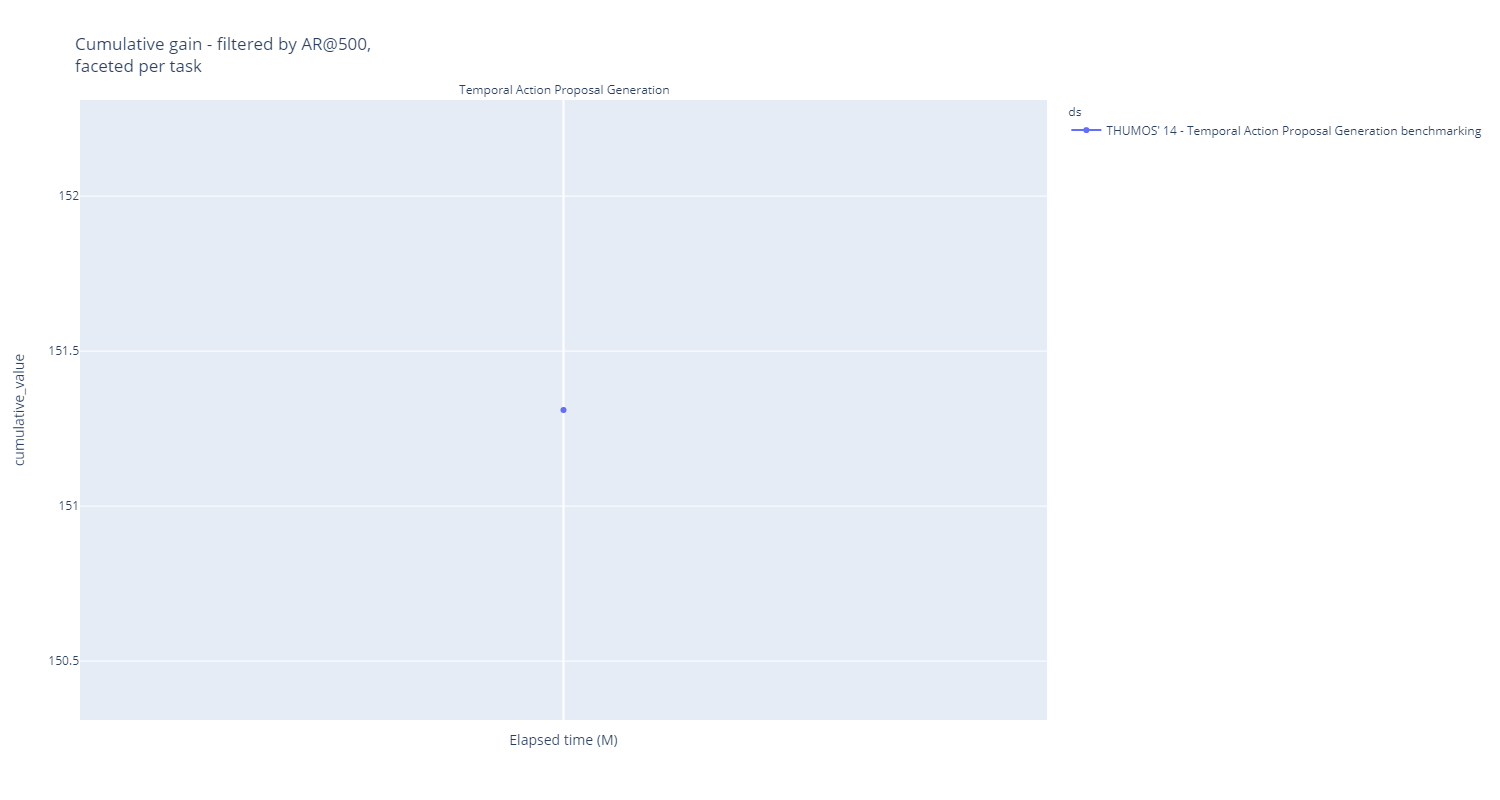 Cumulative gain - filtered by AR@500,
faceted per task
Temporal Action Proposal Generation
ds
THUMOS' 14 - Temporal Action Proposal Generation benchmarking
152
151.5
151
150.5
cumulative_value
Elapsed time (M)